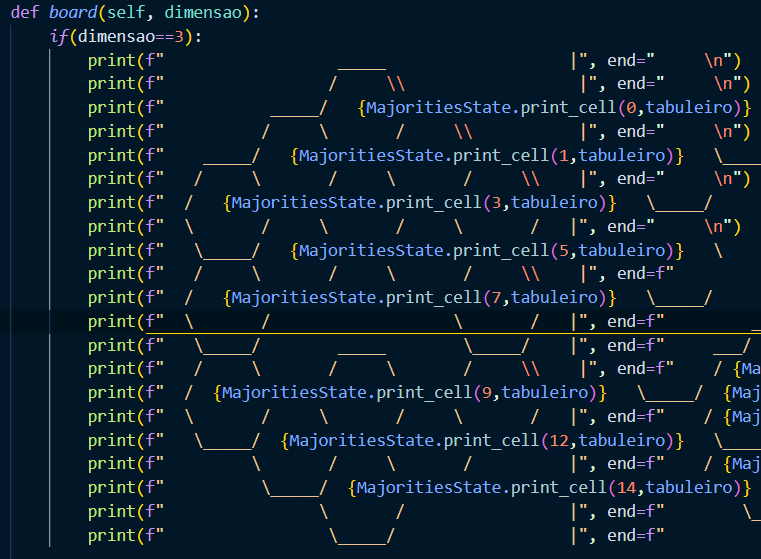 def board(self, dimensao):
    if(dimensao==3):
        print(f"                  _____                   |", end="     \n")
        print(f"                 /     \\                  |", end="     \n")
        print(f"           _____/   {MajoritiesState.print_cell(0,tabuleiro)}
        print(f"          /     \       /     \\           |", end="     \n")
        print(f"    _____/   {MajoritiesState.print_cell(1,tabuleiro)}   \____
        print(f"   /     \       /     \       /     \\    |", end="     \n")
        print(f"  /   {MajoritiesState.print_cell(3,tabuleiro)}   \_____/
        print(f"  \       /     \       /     \       /   |", end="     \n")
        print(f"   \_____/   {MajoritiesState.print_cell(5,tabuleiro)}   \
        print(f"   /     \       /     \       /     \\    |", end=f"
        print(f"  /   {MajoritiesState.print_cell(7,tabuleiro)}   \_____/
        print(f"  \       /                   \       /   |", end=f"        _
        print(f"   \_____/        _____        \_____/    |", end=f"    ___/
        print(f"   /     \       /     \       /     \\    |", end=f"    / {Ma
        print(f"  /  {MajoritiesState.print_cell(9,tabuleiro)}   \_____/  {Maj
        print(f"  \       /     \       /     \       /   |", end=f"   / {Maj
        print(f"   \_____/  {MajoritiesState.print_cell(12,tabuleiro)}   \____
        print(f"         \       /     \       /          |", end=f"   / {Maj
        print(f"          \_____/  {MajoritiesState.print_cell(14,tabuleiro)}
        print(f"                \       /                 |", end=f"       \_
        print(f"                 \_____/                  |", end=f"